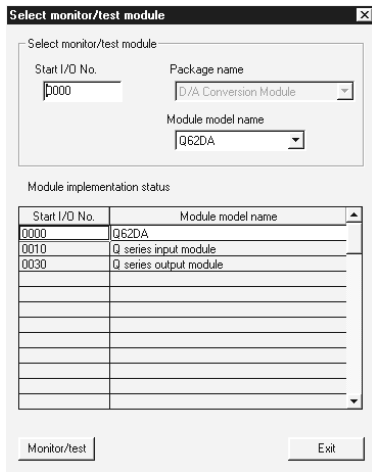 Select monitor/test module
Select monitor/test module
Start I/O No. Package name
0000 D/A Conversion Module
Module model name
Q62DA
Module implementation status
Start I/O No. Module model name
0000 Q62DA
0010 Q series input module
0030 Q series output module
Monitor/test Exit